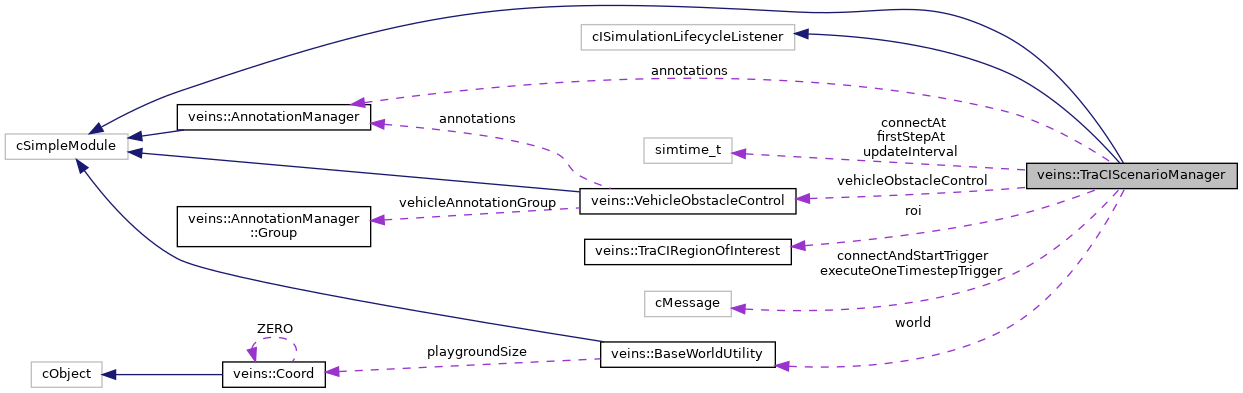 cISimulationLifecycleListener
annotations
veins::AnnotationManager
annotations
connectAt
firstStepAt
updateInterval
cSimpleModule
simtime_t
veins::TraCIScenarioManager
vehicleObstacleControl
vehicleAnnotationGroup
veins::VehicleObstacleControl
roi
veins::AnnotationManager
::Group
veins::TraCIRegionOfInterest
connectAndStartTrigger
executeOneTimestepTrigger
cMessage
world
ZERO
playgroundSize
veins::BaseWorldUtility
cObject
veins::Coord